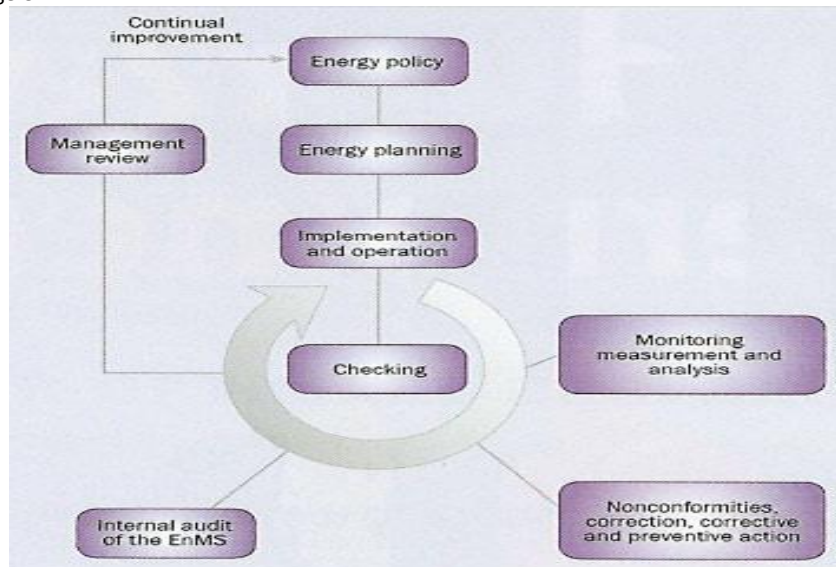 Continual
improvement
Energy policy
Management
review
Energy planning
Implementation
and operation
Checking
Monitoring
measurement and
analysis
Internal audit
of the EnMS
Nonconformities,
correction, corrective
and preventive action